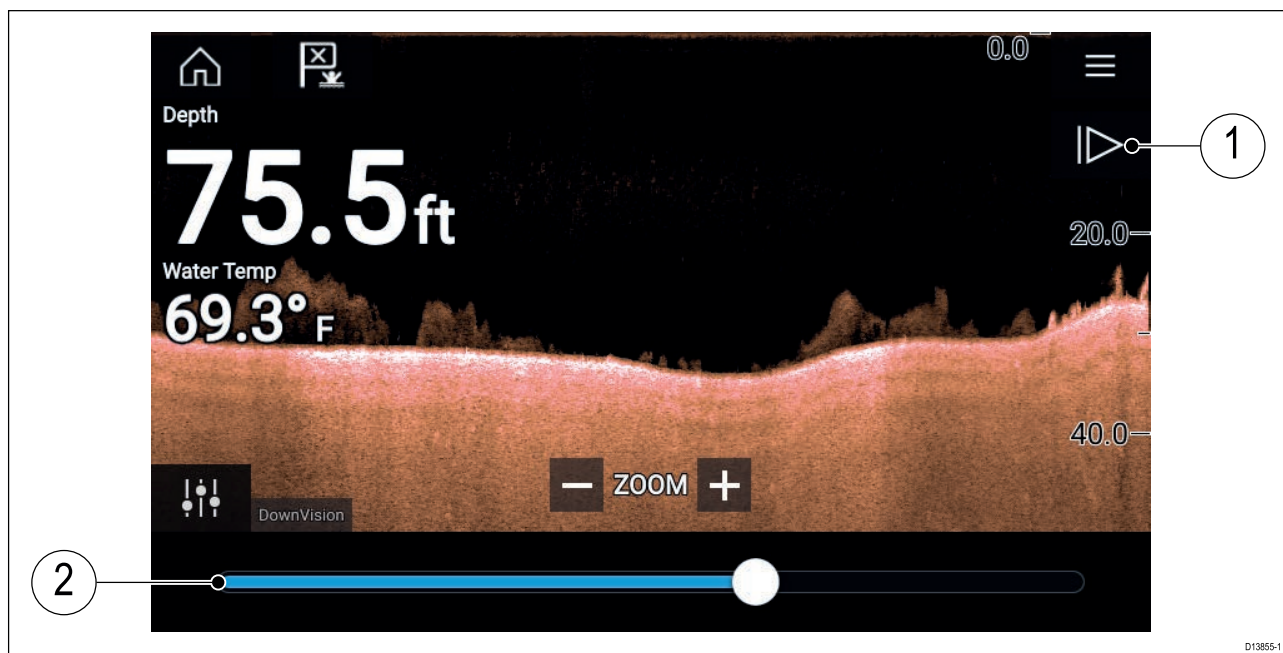 0.0
Depth
75.5ft
Water Temp
69.3° F
1
20.0
40.0
− ZOOM +
DownVision
2
D13855-1